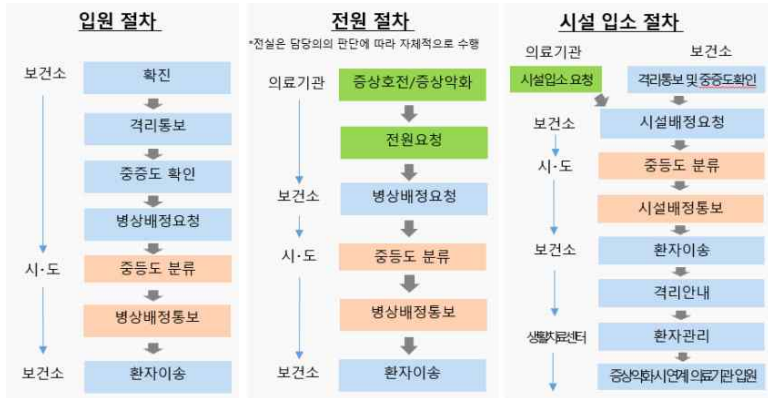 입원 절차
보건소
확진
격리통보
중증도 확인
병상배정요청
시·도
중등도 분류
병상배정통보
보건소
환자이송
전원 절차
*전실은 담당의의 판단에 따라 자체적으로 수행
의료기관
증상호전/증상악화
전원요청
보건소
병상배정요청
시·도
중등도 분류
병상배정통보
보건소
환자이송
시설 입소 절차
의료기관
보건소
시설입소 요청
격리통보 및 중증도확인
보건소
시설배정요청
시·도
중등도 분류
시설배정통보
보건소
환자이송
격리안내
생활치료센터
환자관리
증상악화시 연계 의료기관 입원